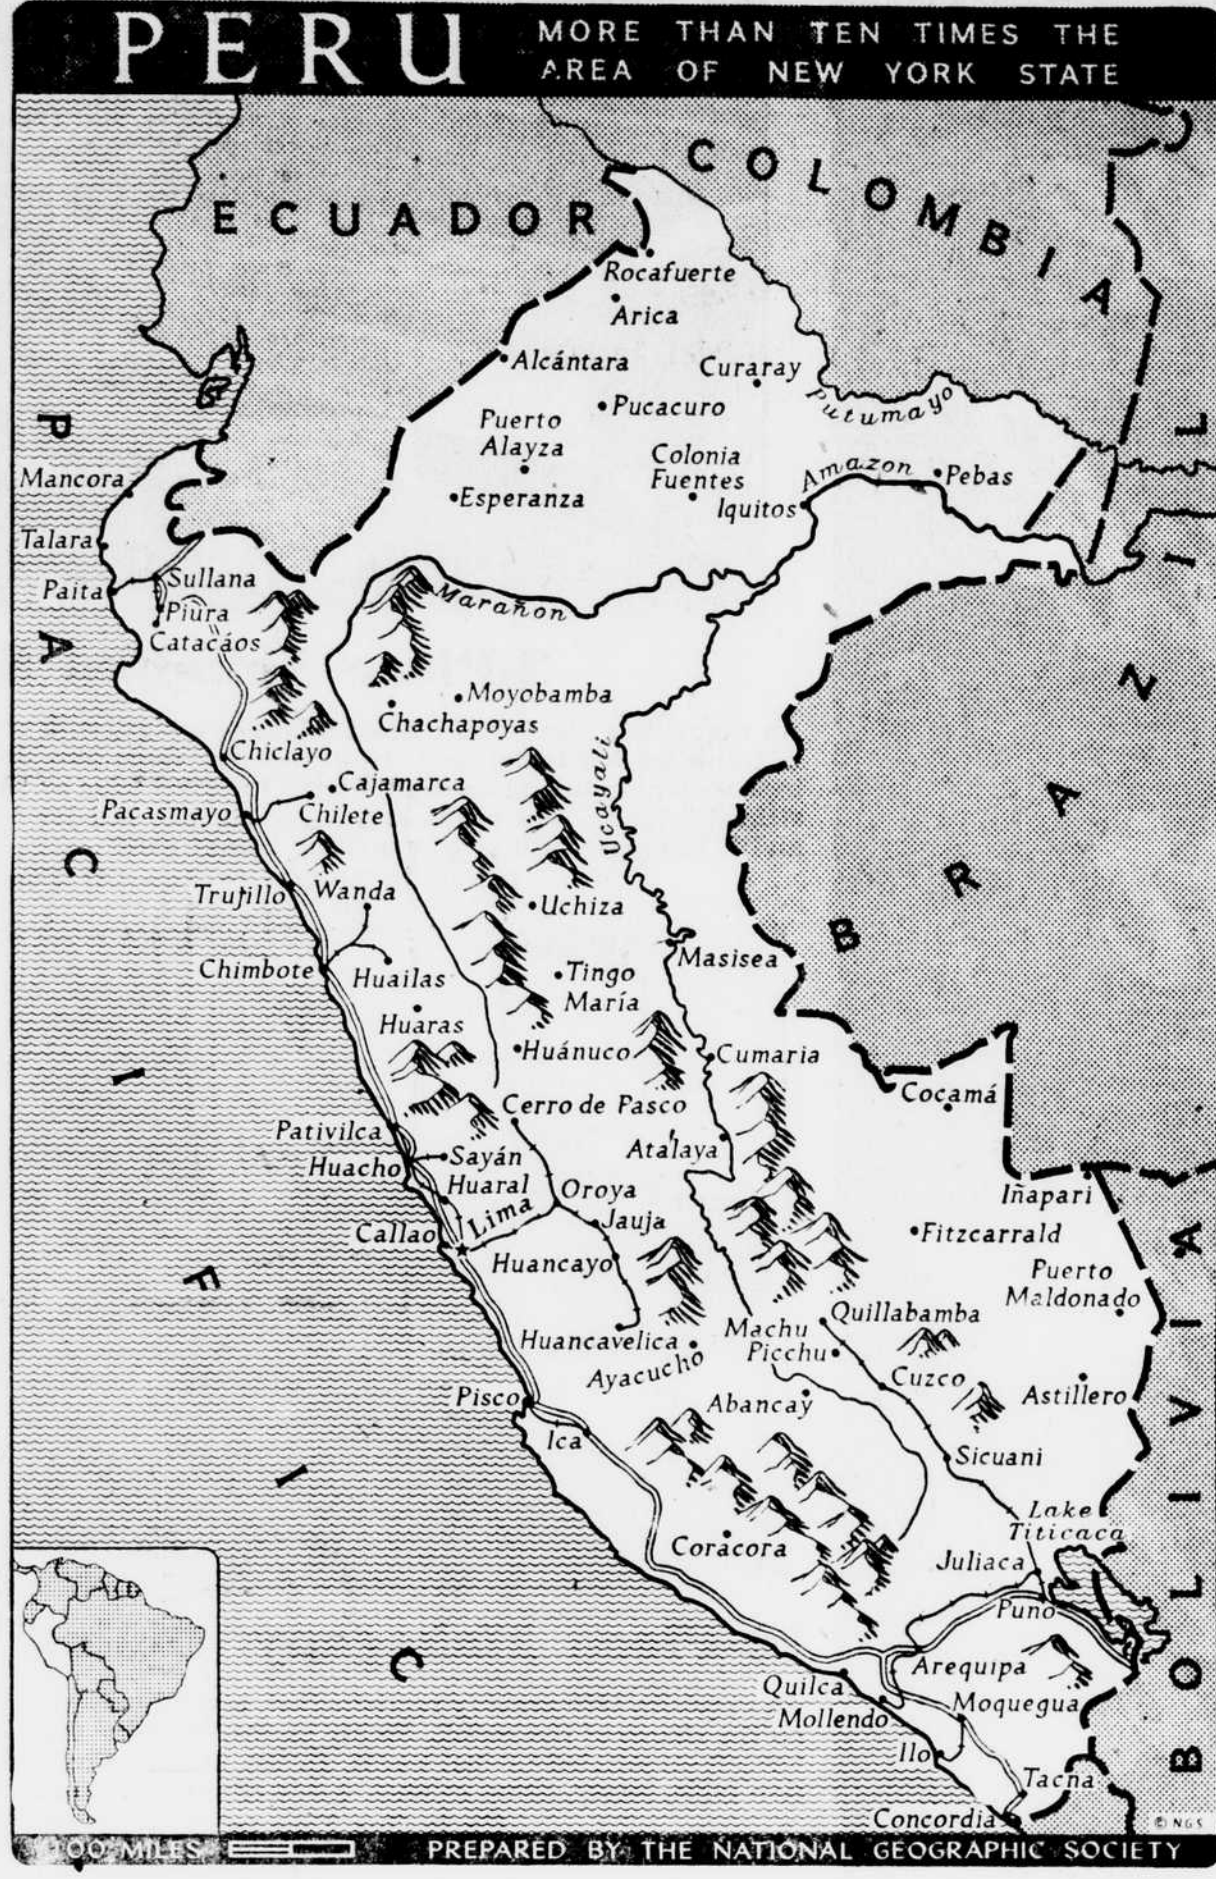 PERU
MORE THAN TEN TIMES THE
AREA OF NEW YORK STATE
COLOMBIA
ECUADOR
Rocafuerte
Arica
Alcántara
Curaray
Pucacuro
Putumayo
Puerto
Alayza
Colonia
Fuentes
Amazon
Pebas
Esperanza
Iquitos
Mancora
Talara
Paita
Sullana
Piura
Catacáos
Marañon
Moyobamba
Chachapoyas
Chiclayo
Ucayali
Cajamarca
Chilete
Pacasmayo
BRAZIL
Trujillo
Wanda
Uchiza
Masisea
Chimbote
Huailas
Tingo
María
Huaras
Huánuco
Cumaria
Cocamá
Cerro de Pasco
Pativilca
Atalaya
Huacho
Sayán
Huaral
Oroya
Iñapari
Lima
Jauja
Callao
Fitzcarrald
Huancayo
Puerto
Maldonado
Quillabamba
Machu
Picchu
Huancavelica
Ayacucho
Cuzco
Astillero
Pisco
Abancay
Ica
Sicuani
Lake
Titicaca
Coracora
Juliaca
Puno
Arequipa
Quilca
Moquegua
Mollendo
Ilo
Tacna
Concordia
PACIFIC
BOLIVIA
© NGS
100 MILES
PREPARED BY THE NATIONAL GEOGRAPHIC SOCIETY